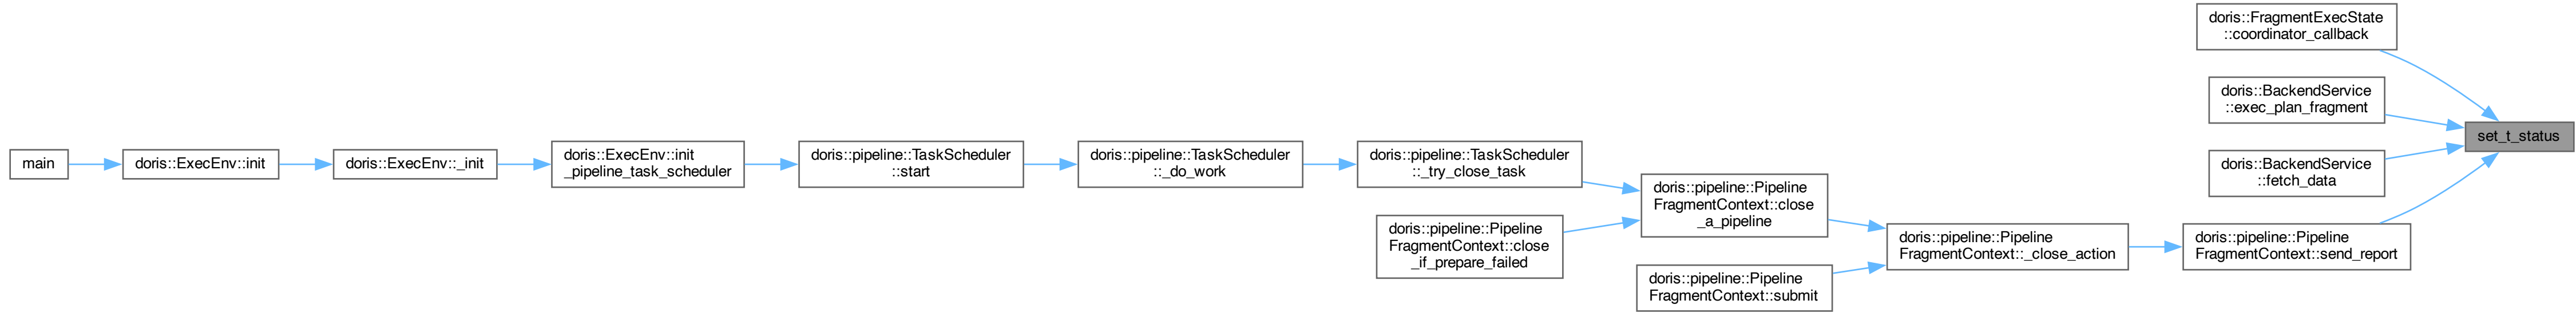 main
doris::ExecEnv::init
doris::ExecEnv::_init
doris::ExecEnv::init
_pipeline_task_scheduler
doris::pipeline::TaskScheduler
::start
doris::pipeline::TaskScheduler
::_do_work
doris::pipeline::TaskScheduler
::_try_close_task
doris::pipeline::Pipeline
FragmentContext::close
_if_prepare_failed
doris::pipeline::Pipeline
FragmentContext::close
_a_pipeline
doris::pipeline::Pipeline
FragmentContext::submit
doris::pipeline::Pipeline
FragmentContext::_close_action
doris::FragmentExecState
::coordinator_callback
doris::BackendService
::exec_plan_fragment
doris::BackendService
::fetch_data
doris::pipeline::Pipeline
FragmentContext::send_report
set_t_status